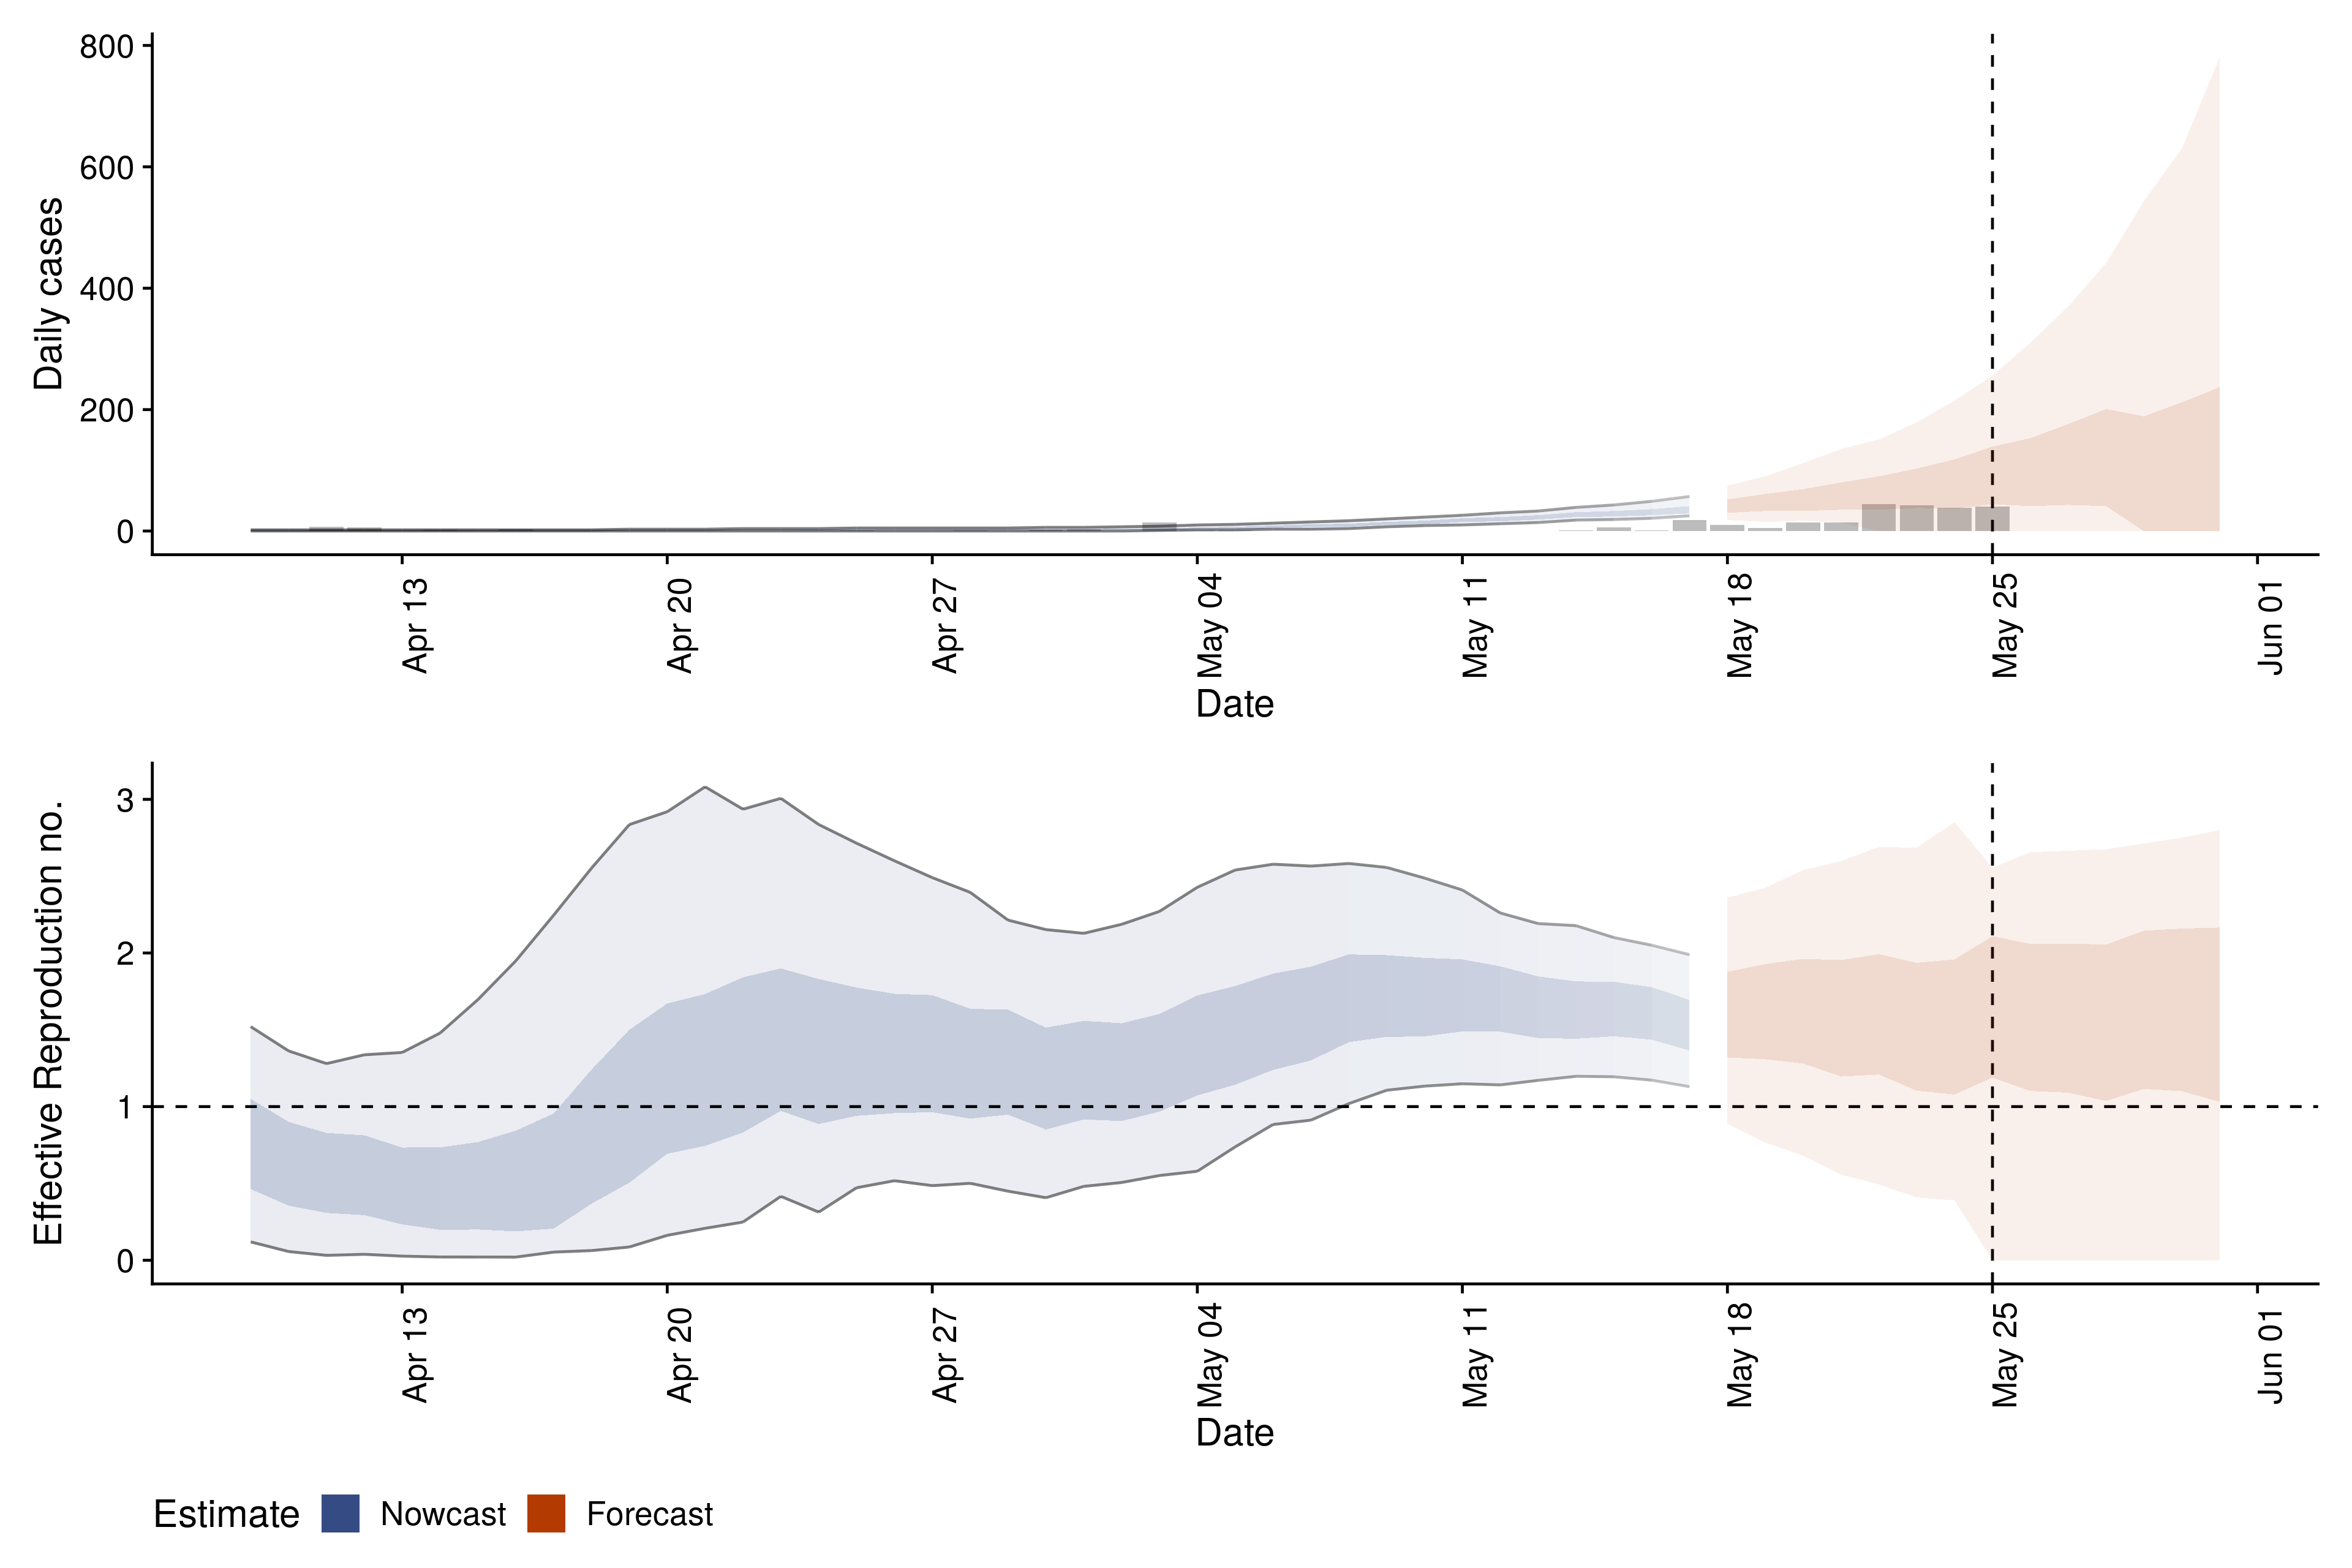 800
600
400
200
0
Daily cases
Apr 13
Apr 20
Apr 27
May 04
May 11
May 18
May 25
Jun 01
Date
3
2
1
0
Effective Reproduction no.
Apr 13
Apr 20
Apr 27
May 04
May 11
May 18
May 25
Jun 01
Date
Estimate Nowcast Forecast